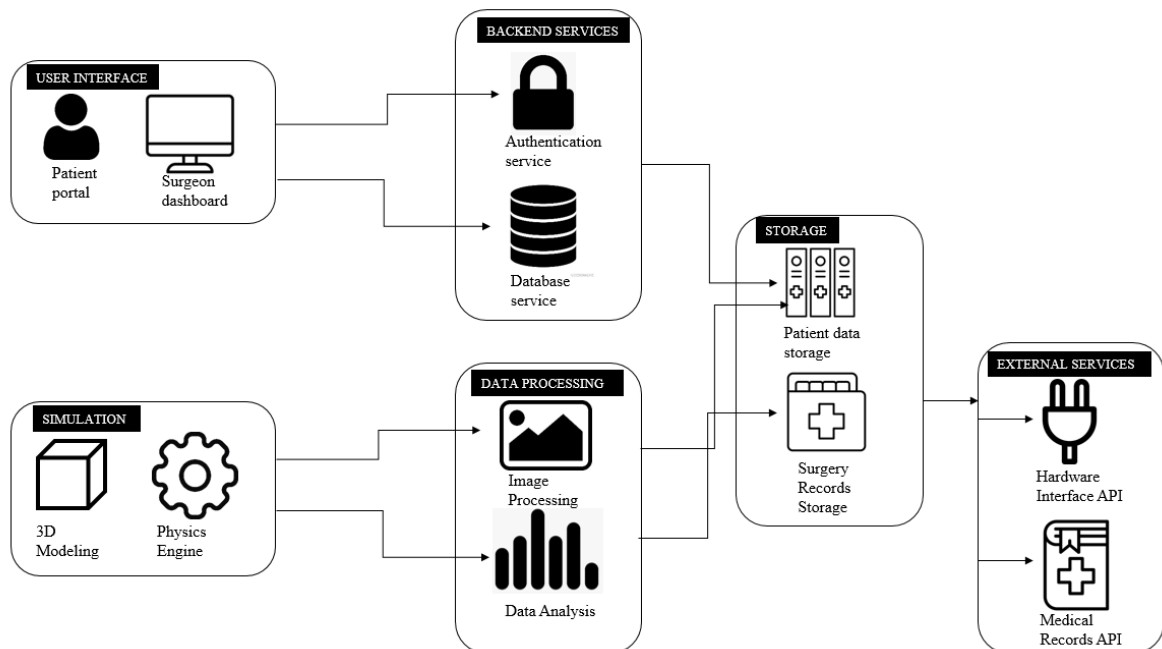 BACKEND SERVICES
USER INTERFACE
Patient
portal
Surgeon
dashboard
Authentication
service
Database
service
STORAGE
Patient data
storage
Surgery
Records
Storage
EXTERNAL SERVICES
Hardware
Interface API
Medical
Records API
DATA PROCESSING
Image
Processing
Data Analysis
SIMULATION
3D
Modeling
Physics
Engine